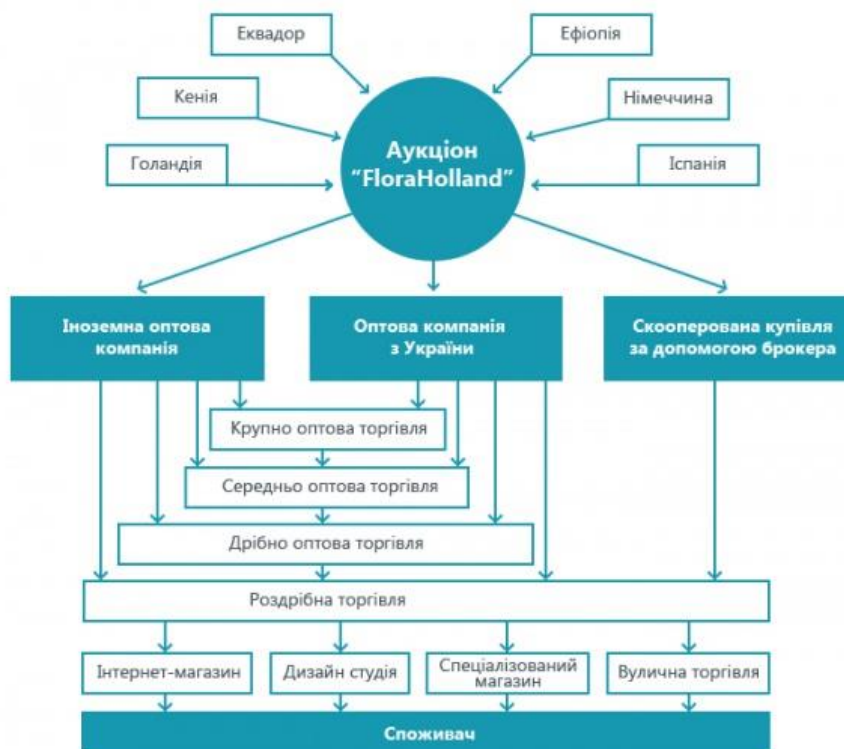 Еквадор
Ефіопія
Кенія
Німеччина
Голандія
Іспанія
Аукціон
“FloraHolland”
Іноземна оптова
компанія
Оптова компанія
з України
Скооперована купівля
за допомогою брокера
Крупно оптова торгівля
Середньо оптова торгівля
Дрібно оптова торгівля
Роздрібна торгівля
Інтернет-магазин
Дизайн студія
Спеціалізований
магазин
Вулична торгівля
Споживач